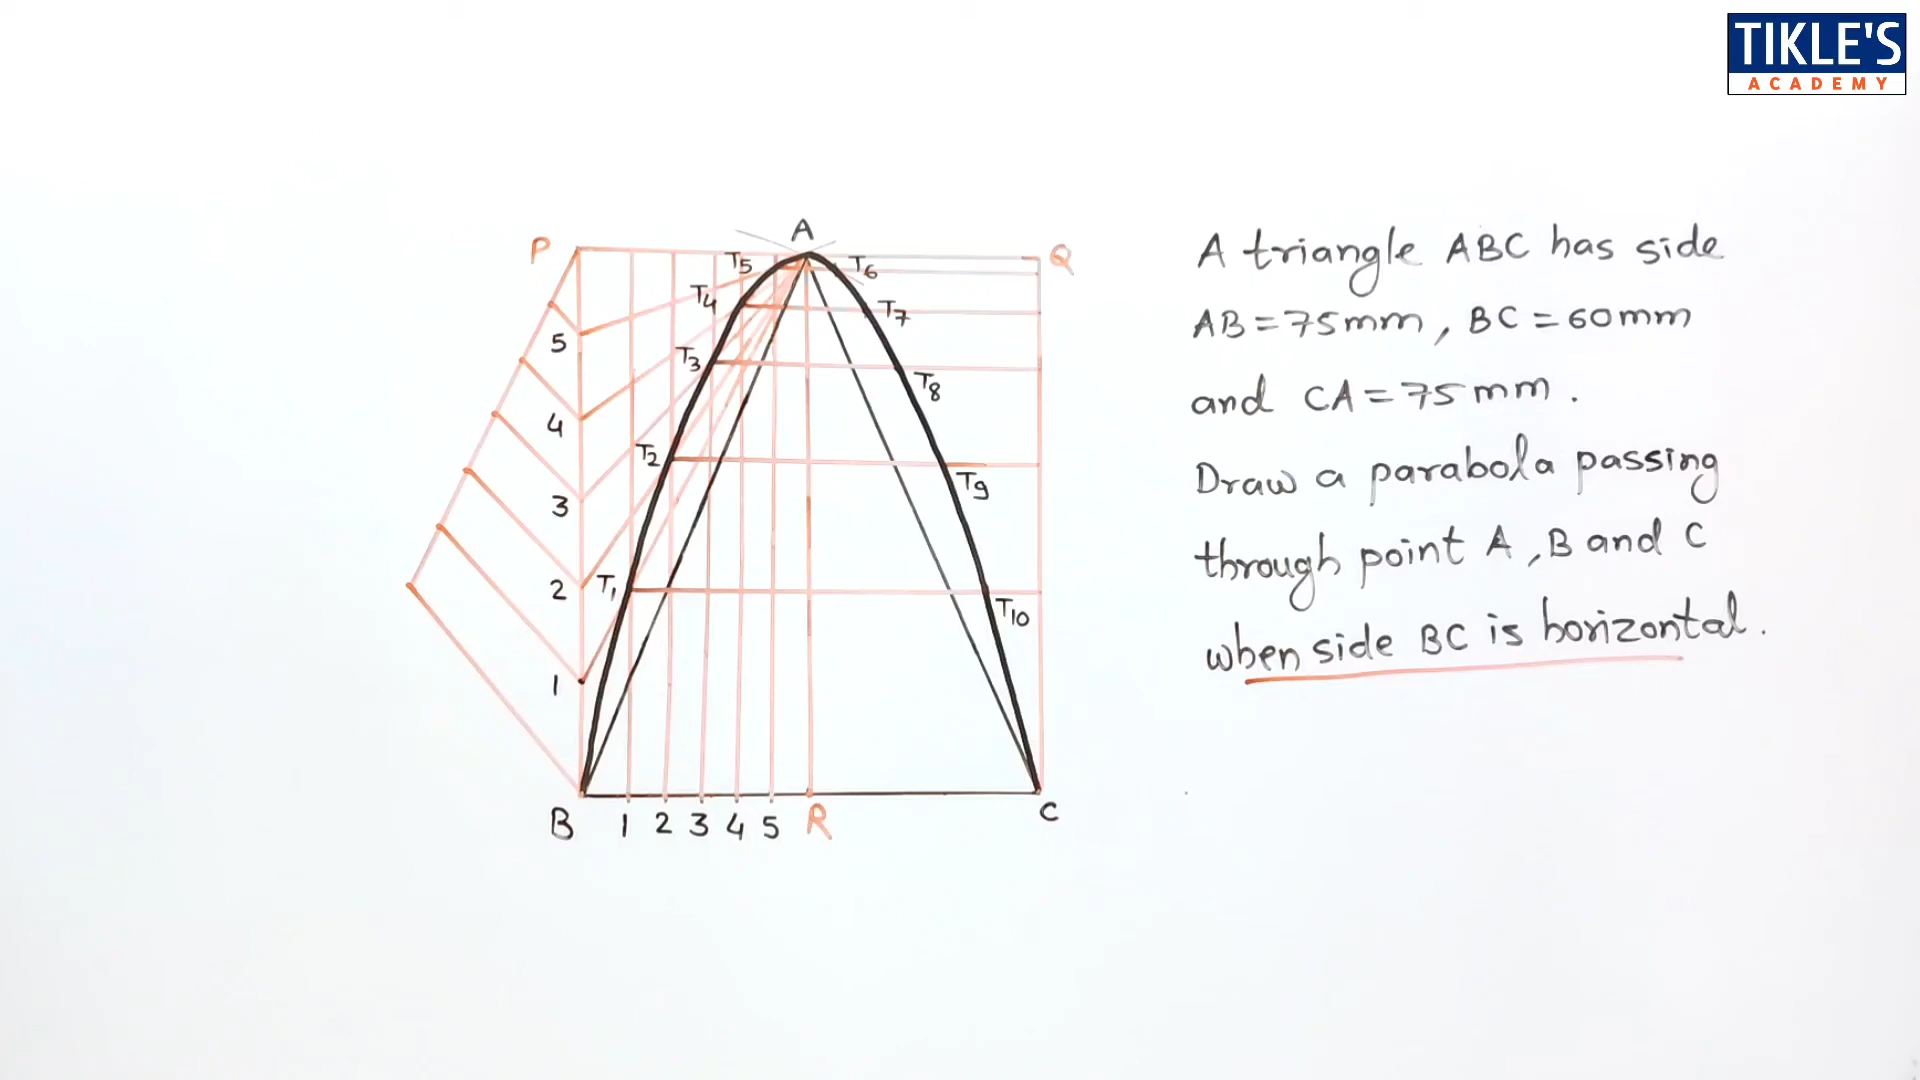 TIKLE'S
ACADEMY
A
P
Q
T5
T6
T4
T7
T3
T8
T2
T9
T1
T10
5
4
3
2
1
B
1 2 3 4 5
R
C
A triangle ABC has side
AB = 75mm, BC = 60mm
and CA = 75mm.
Draw a parabola passing
through point A, B and C
when side BC is horizontal.